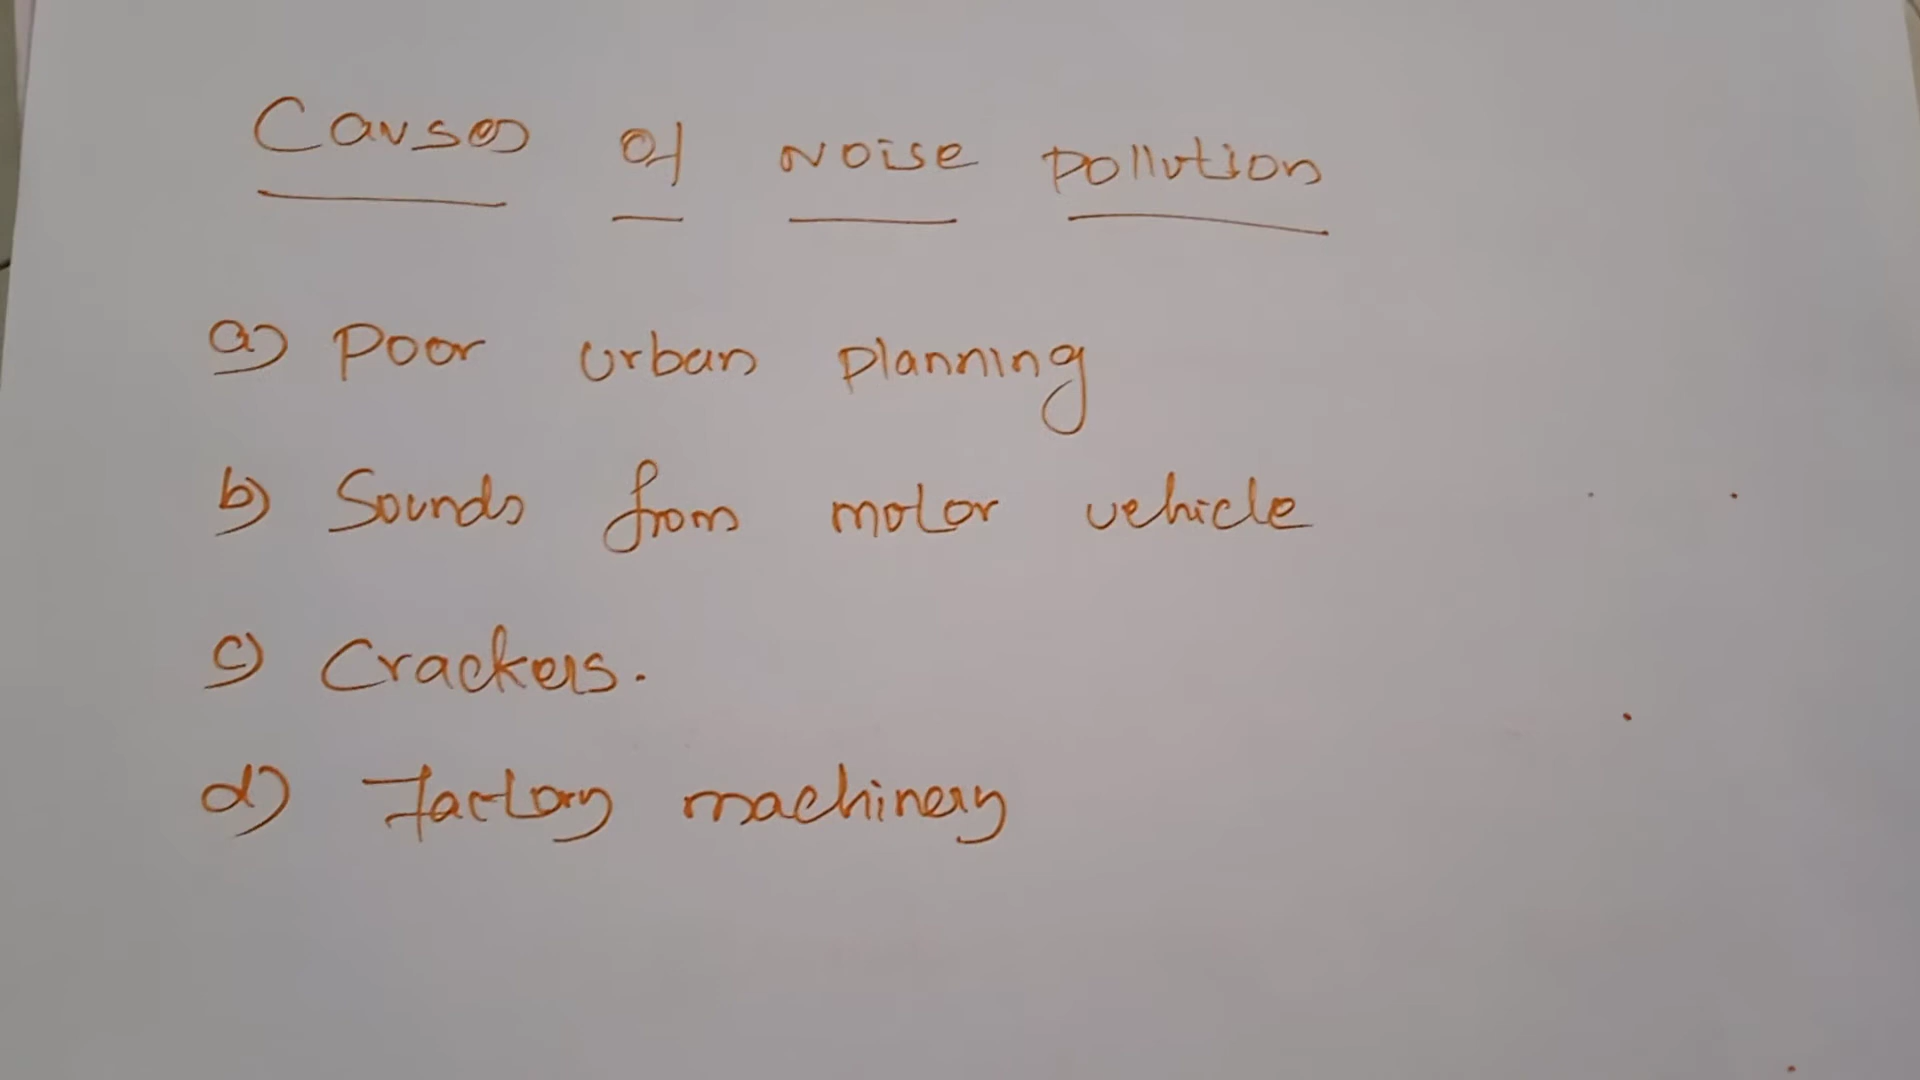 Causes of Noise pollution
a) Poor urban planning
b) Sounds from motor vehicle
c) Crackers.
d) Factory machinery